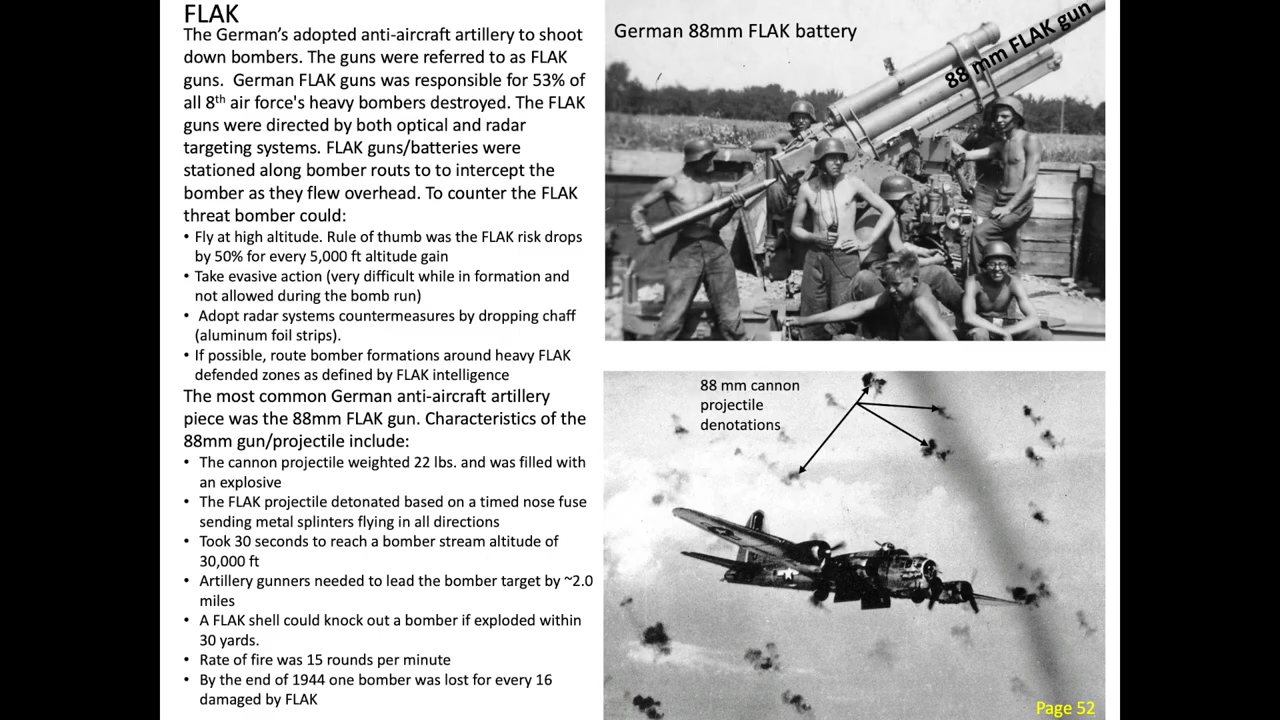 FLAK
The German's adopted anti-aircraft artillery to shoot
down bombers. The guns were referred to as FLAK
guns.  German FLAK guns was responsible for 53% of
all 8th air force's heavy bombers destroyed. The FLAK
guns were directed by both optical and radar
targeting systems. FLAK guns/batteries were
stationed along bomber routs to to intercept the
bomber as they flew overhead. To counter the FLAK
threat bomber could:
• Fly at high altitude. Rule of thumb was the FLAK risk drops
by 50% for every 5,000 ft altitude gain
• Take evasive action (very difficult while in formation and
not allowed during the bomb run)
• Adopt radar systems countermeasures by dropping chaff
(aluminum foil strips).
• If possible, route bomber formations around heavy FLAK
defended zones as defined by FLAK intelligence
The most common German anti-aircraft artillery
piece was the 88mm FLAK gun. Characteristics of the
88mm gun/projectile include:
• The cannon projectile weighted 22 lbs. and was filled with
an explosive
• The FLAK projectile detonated based on a timed nose fuse
sending metal splinters flying in all directions
• Took 30 seconds to reach a bomber stream altitude of
30,000 ft
• Artillery gunners needed to lead the bomber target by ~2.0
miles
• A FLAK shell could knock out a bomber if exploded within
30 yards.
• Rate of fire was 15 rounds per minute
• By the end of 1944 one bomber was lost for every 16
damaged by FLAK
German 88mm FLAK battery
88 mm FLAK gun
88 mm cannon
projectile
denotations
Page 52